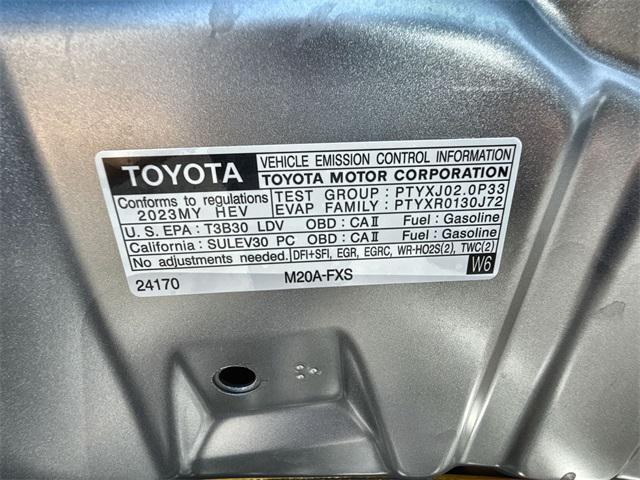 TOYOTA
VEHICLE EMISSION CONTROL INFORMATION
TOYOTA MOTOR CORPORATION
Conforms to regulations
2023MY HEV
TEST GROUP : PTYXJ02.0P33
EVAP FAMILY : PTYXR0130J72
U.S. EPA : T3B30 LDV OBD : CAⅡ Fuel : Gasoline
California : SULEV30 PC OBD : CAⅡ Fuel : Gasoline
No adjustments needed. DFI+SFI, EGR, EGRC, WR-HO2S(2), TWC(2)
24170 M20A-FXS W6